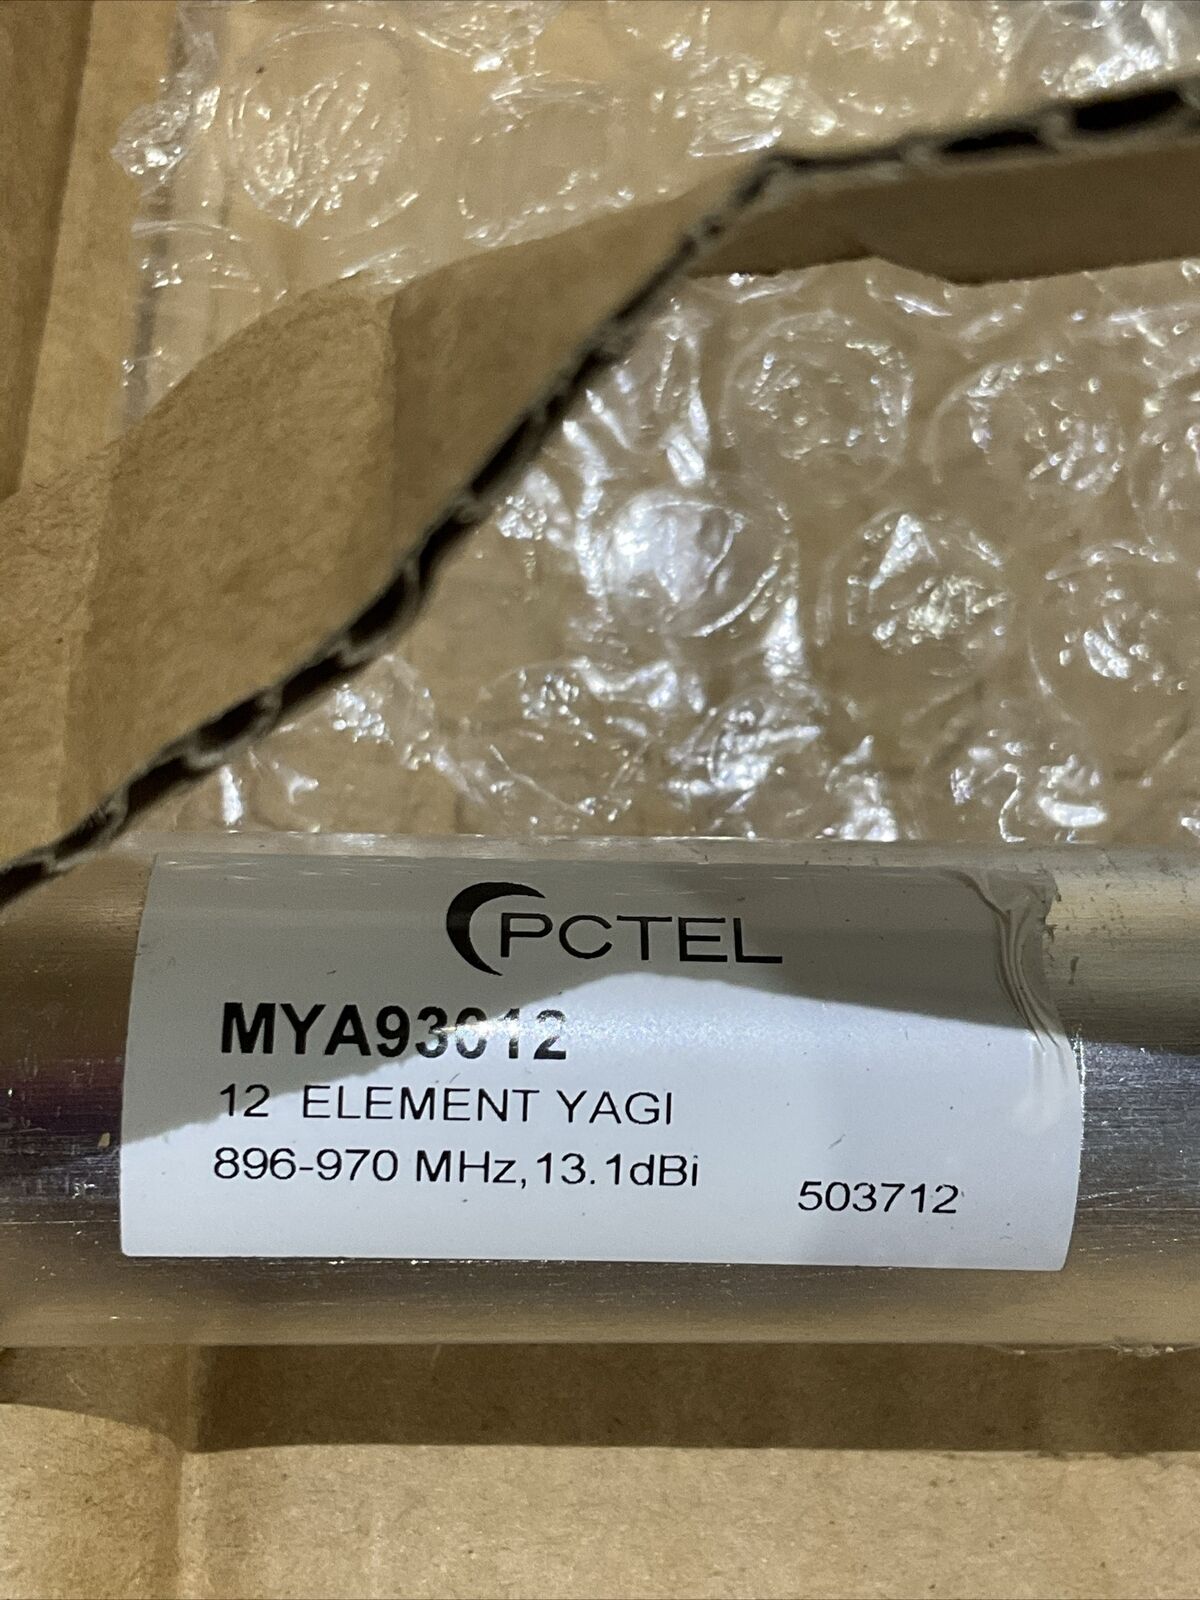 PCTEL
MYA93012
12 ELEMENT YAGI
896-970 MHz, 13.1dBi
503712